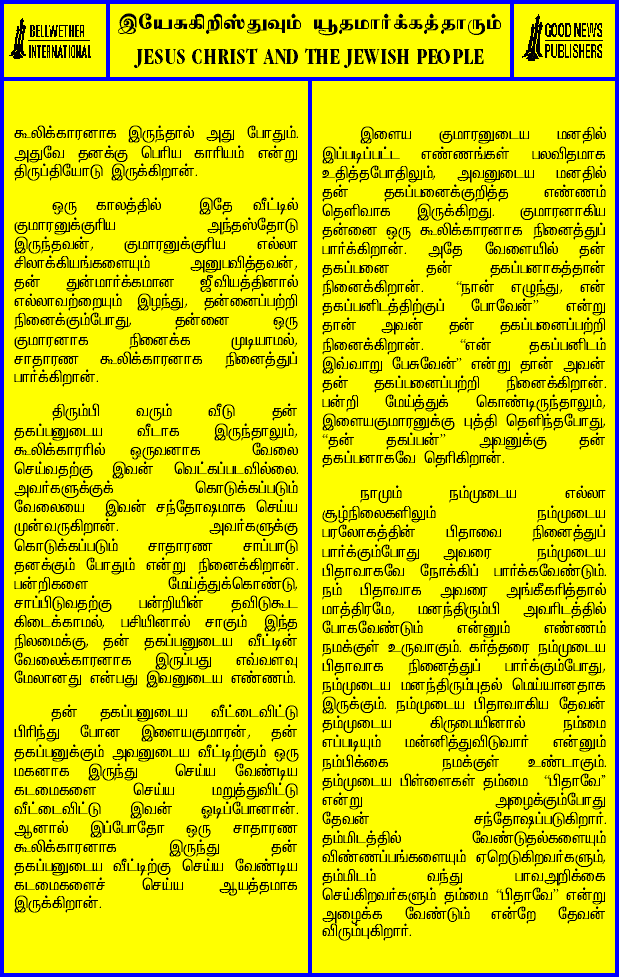 BELLWETHER
INTERNATIONAL
இயேசுகிறிஸ்துவும் யூதமார்க்கத்தாரும்
JESUS CHRIST AND THE JEWISH PEOPLE
GOOD NEWS
PUBLISHERS
கூலிக்காரனாக இருந்தால் அது போதும்.
அதுவே தனக்கு பெரிய காரியம் என்று
திருப்தியோடு இருக்கிறான்.
ஒரு காலத்தில் இதே வீட்டில்
குமாரனுக்குரிய அந்தஸ்தோடு
இருந்தவன், குமாரனுக்குரிய எல்லா
சிலாக்கியங்களையும் அனுபவித்தவன்,
தன் துன்மார்க்கமான ஜீவியத்தினால்
எல்லாவற்றையும் இழந்து, தன்னைப்பற்றி
நினைக்கும்போது, தன்னை ஒரு
குமாரனாக நினைக்க முடியாமல்,
சாதாரண கூலிக்காரனாக நினைத்துப்
பார்க்கிறான்.
திரும்பி வரும் வீடு தன்
தகப்பனுடைய வீடாக இருந்தாலும்,
கூலிக்காரரில் ஒருவனாக வேலை
செய்வதற்கு இவன் வெட்கப்படவில்லை.
அவர்களுக்குக் கொடுக்கப்படும்
வேலையை இவன் சந்தோஷமாக செய்ய
முன்வருகிறான். அவர்களுக்கு
கொடுக்கப்படும் சாதாரண சாப்பாடு
தனக்கும் போதும் என்று நினைக்கிறான்.
பன்றிகளை மேய்த்துக்கொண்டு,
சாப்பிடுவதற்கு பன்றியின் தவிடுகூட
கிடைக்காமல், பசியினால் சாகும் இந்த
நிலமைக்கு, தன் தகப்பனுடைய வீட்டின்
வேலைக்காரனாக இருப்பது எவ்வளவு
மேலானது என்பது இவனுடைய எண்ணம்.
தன் தகப்பனுடைய வீட்டைவிட்டு
பிரிந்து போன இளையகுமாரன், தன்
தகப்பனுக்கும் அவனுடைய வீட்டிற்கும் ஒரு
மகனாக இருந்து செய்ய வேண்டிய
கடமைகளை செய்ய மறுத்துவிட்டு
வீட்டைவிட்டு இவன் ஓடிப்போனான்.
ஆனால் இப்போதோ ஒரு சாதாரண
கூலிக்காரனாக இருந்து தன்
தகப்பனுடைய வீட்டிற்கு செய்ய வேண்டிய
கடமைகளைச் செய்ய ஆயத்தமாக
இருக்கிறான்.
இளைய குமாரனுடைய மனதில்
இப்படிப்பட்ட எண்ணங்கள் பலவிதமாக
உதித்தபோதிலும், அவனுடைய மனதில்
தன் தகப்பனைக்குறித்த எண்ணம்
தெளிவாக இருக்கிறது. குமாரனாகிய
தன்னை ஒரு கூலிக்காரனாக நினைத்துப்
பார்க்கிறான். அதே வேளையில் தன்
தகப்பனை தன் தகப்பனாகத்தான்
நினைக்கிறான். “நான் எழுந்து, என்
தகப்பனிடத்திற்குப் போவேன்” என்று
தான் அவன் தன் தகப்பனைப்பற்றி
நினைக்கிறான். “என் தகப்பனிடம்
இவ்வாறு பேசுவேன்” என்று தான் அவன்
தன் தகப்பனைப்பற்றி நினைக்கிறான்.
பன்றி மேய்த்துக் கொண்டிருந்தாலும்,
இளையகுமாரனுக்கு புத்தி தெளிந்தபோது,
“தன் தகப்பன்” அவனுக்கு தன்
தகப்பனாகவே தெரிகிறான்.
நாமும் நம்முடைய எல்லா
சூழ்நிலைகளிலும் நம்முடைய
பரலோகத்தின் பிதாவை நினைத்துப்
பார்க்கும்போது அவரை நம்முடைய
பிதாவாகவே நோக்கிப் பார்க்கவேண்டும்.
நம் பிதாவாக அவரை அங்கீகரித்தால்
மாத்திரமே, மனந்திரும்பி அவரிடத்தில்
போகவேண்டும் என்னும் எண்ணம்
நமக்குள் உருவாகும். கர்த்தரை நம்முடைய
பிதாவாக நினைத்துப் பார்க்கும்போது,
நம்முடைய மனந்திரும்புதல் மெய்யானதாக
இருக்கும். நம்முடைய பிதாவாகிய தேவன்
தம்முடைய கிருபையினால் நம்மை
எப்படியும் மன்னித்துவிடுவார் என்னும்
நம்பிக்கை நமக்குள் உண்டாகும்.
தம்முடைய பிள்ளைகள் தம்மை “பிதாவே”
என்று அழைக்கும்போது
தேவன் சந்தோஷப்படுகிறார்.
தம்மிடத்தில் வேண்டுதல்களையும்
விண்ணப்பங்களையும் ஏறெடுகிறவர்களும்,
தம்மிடம் வந்து பாவஅறிக்கை
செய்கிறவர்களும் தம்மை “பிதாவே” என்று
அழைக்க வேண்டும் என்றே தேவன்
விரும்புகிறார்.